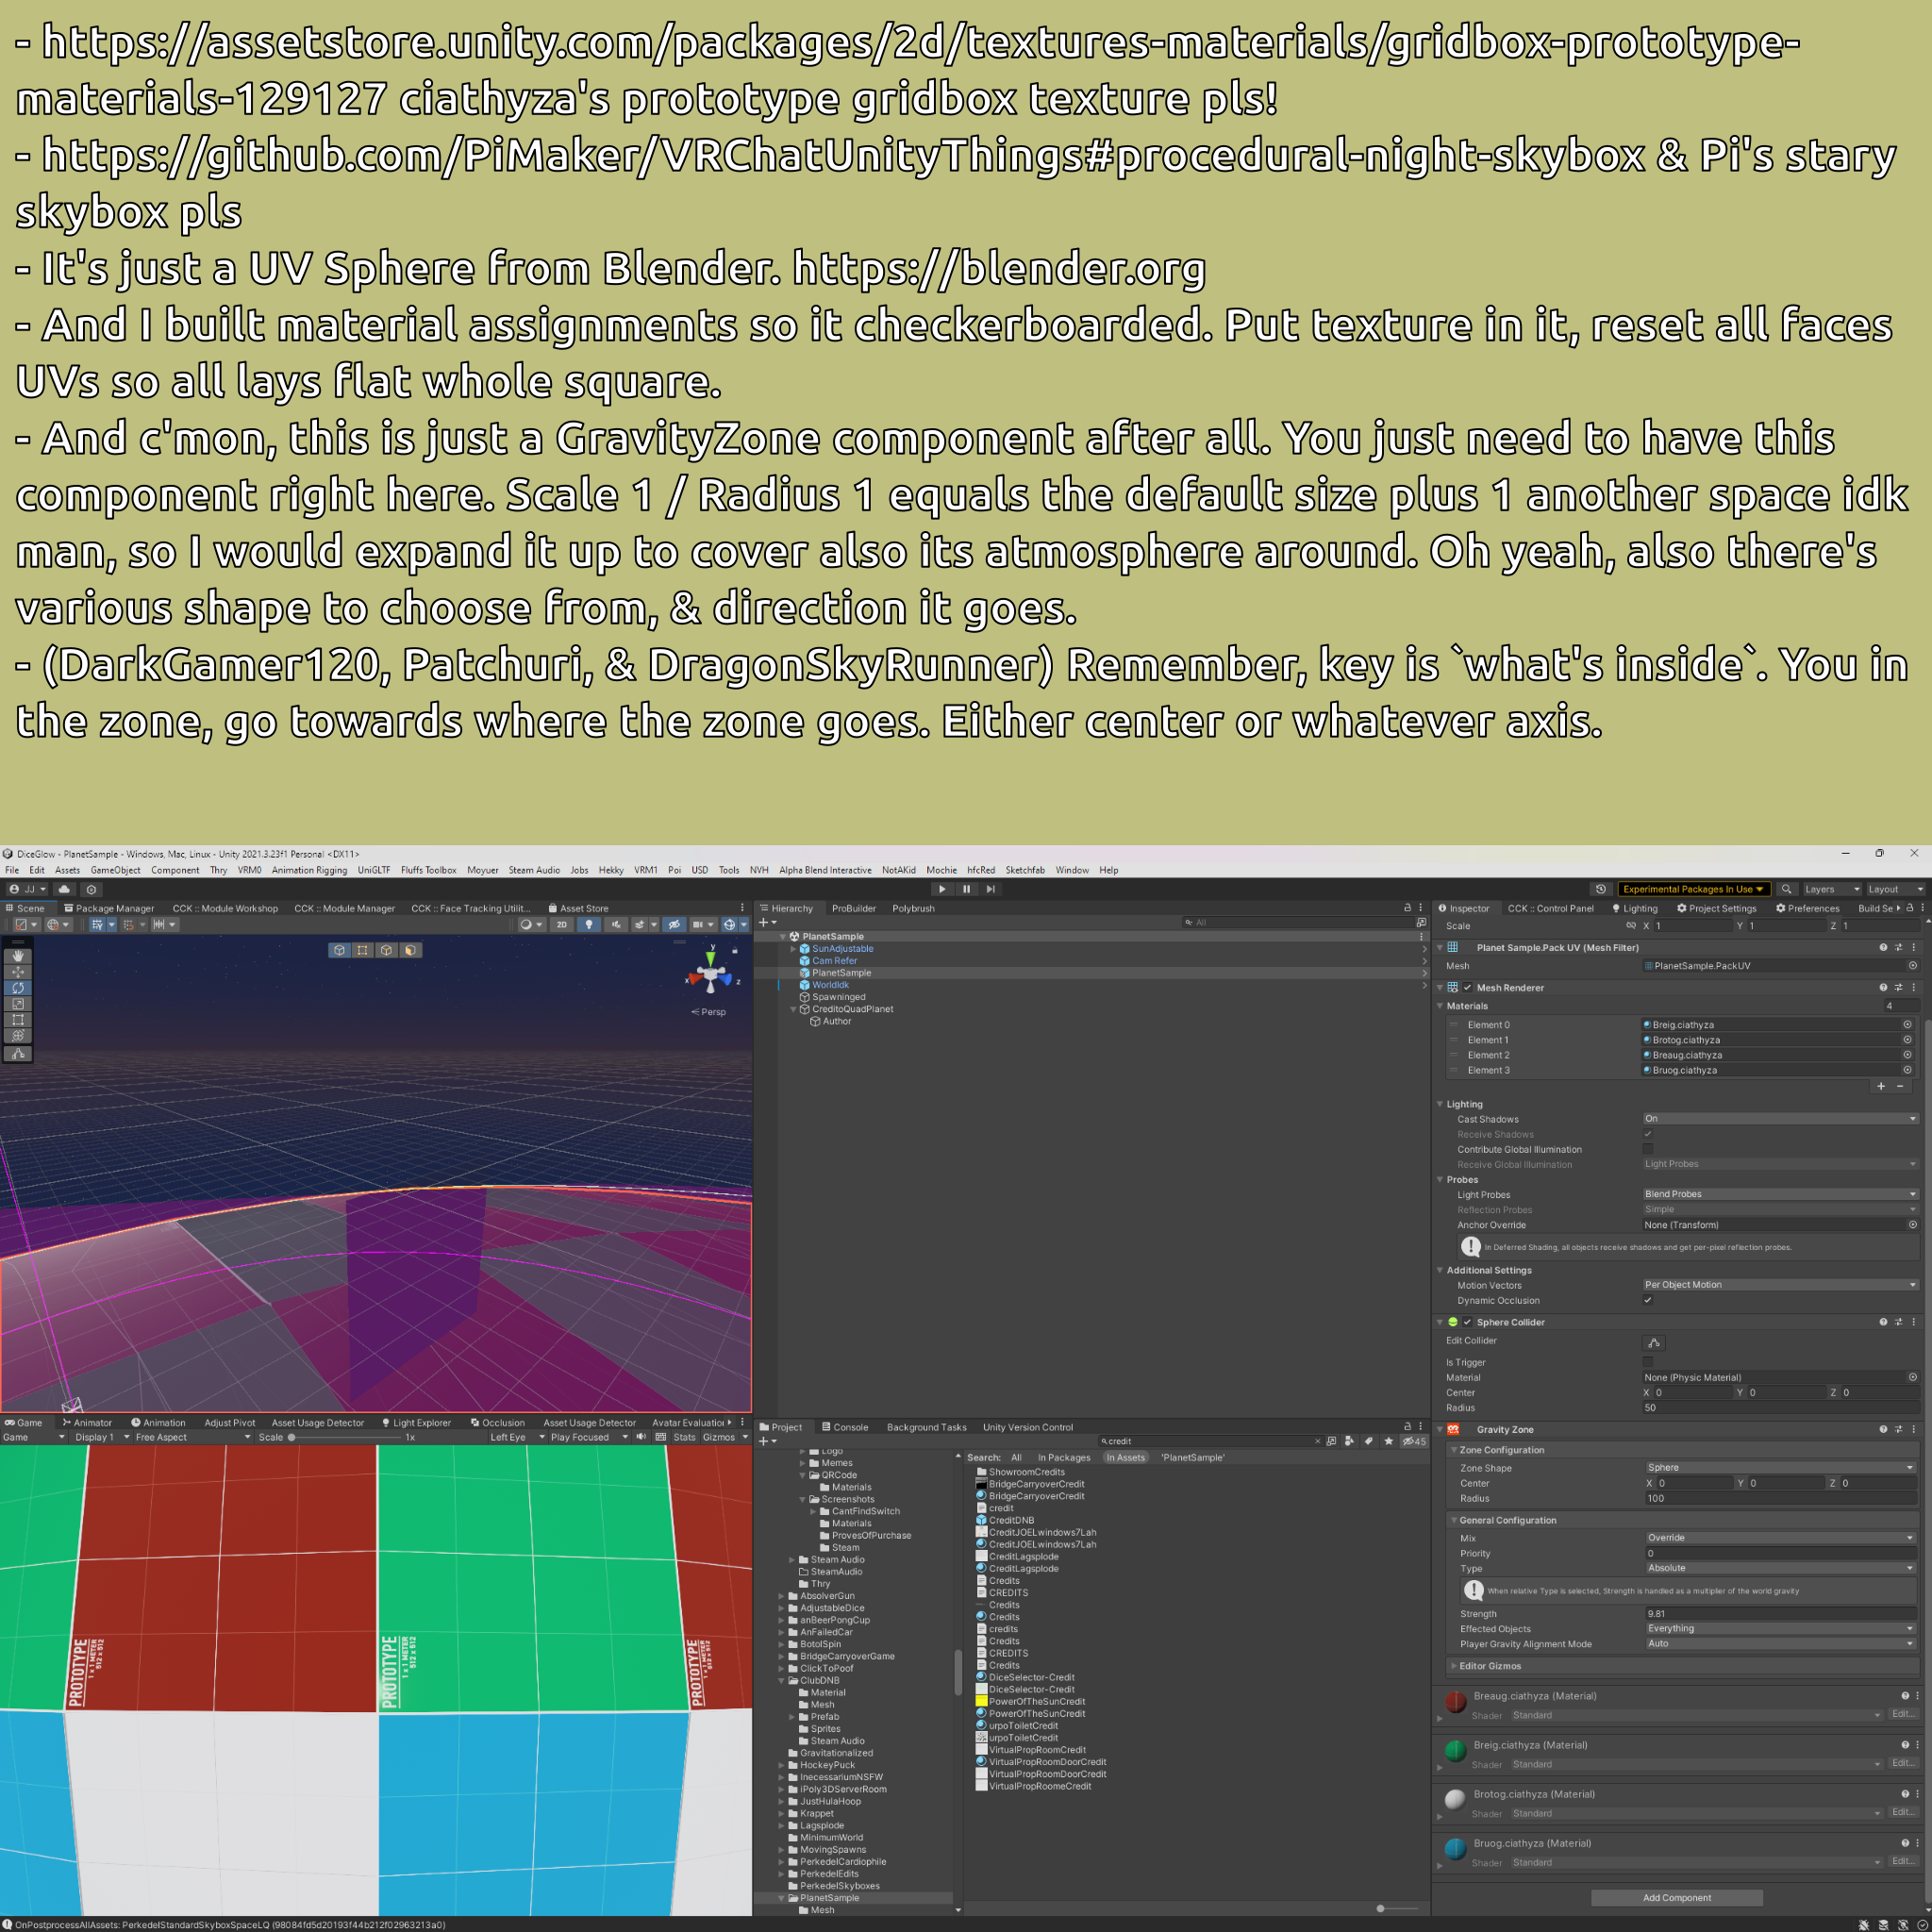 - https://assetstore.unity.com/packages/2d/textures-materials/gridbox-prototype-
materials-129127 ciathyza's prototype gridbox texture pls!
- https://github.com/PiMaker/VRChatUnityThings#procedural-night-skybox & Pi's stary
skybox pls
- It's just a UV Sphere from Blender. https://blender.org
- And I built material assignments so it checkerboarded. Put texture in it, reset all faces
UVs so all lays flat whole square.
- And c'mon, this is just a GravityZone component after all. You just need to have this
component right here. Scale 1 / Radius 1 equals the default size plus 1 another space idk
man, so I would expand it up to cover also its atmosphere around. Oh yeah, also there's
various shape to choose from, & direction it goes.
- (DarkGamer120, Patchuri, & DragonSkyRunner) Remember, key is `what's inside`. You in
the zone, go towards where the zone goes. Either center or whatever axis.
DiceGlow - PlanetSample - Windows, Mac, Linux - Unity 2021.3.23f1 Personal <DX11>
File Edit Assets GameObject Component Thry VRM0 Animation Rigging UniGLTF Fluffs Toolbox Moyuer Steam Audio Jobs Hekky VRM1 Poi USD Tools NVH Alpha Blend Interactive NotAKid Mochie hfcRed Sketchfab Window Help
JJ Experimental Packages In Use Layers Layout
Scene Package Manager CCK :: Module Workshop CCK :: Module Manager CCK :: Face Tracking Utilit... Asset Store
2D
y
x
z
Persp
Hierarchy ProBuilder Polybrush
All
PlanetSample
SunAdjustable
Cam Refer
PlanetSample
WorldIdk
Spawninged
CreditoQuadPlanet
Author
Inspector CCK :: Control Panel Lighting Project Settings Preferences Build Se
Scale X 1 Y 1 Z 1
Planet Sample.Pack UV (Mesh Filter)
Mesh PlanetSample.PackUV
Mesh Renderer
Materials 4
Element 0 Breig.ciathyza
Element 1 Brotog.ciathyza
Element 2 Breaug.ciathyza
Element 3 Bruog.ciathyza
Lighting
Cast Shadows On
Receive Shadows
Contribute Global Illumination
Receive Global Illumination Light Probes
Probes
Light Probes Blend Probes
Reflection Probes Simple
Anchor Override None (Transform)
In Deferred Shading, all objects receive shadows and get per-pixel reflection probes.
Additional Settings
Motion Vectors Per Object Motion
Dynamic Occlusion
Sphere Collider
Edit Collider
Is Trigger
Material None (Physic Material)
Center X 0 Y 0 Z 0
Radius 50
Gravity Zone
Zone Configuration
Zone Shape Sphere
Center X 0 Y 0 Z 0
Radius 100
General Configuration
Mix Override
Priority 0
Type Absolute
When relative Type is selected, Strength is handled as a multiplier of the world gravity
Strength 9.81
Effected Objects Everything
Player Gravity Alignment Mode Auto
Editor Gizmos
Breaug.ciathyza (Material)
Shader Standard Edit...
Breig.ciathyza (Material)
Shader Standard Edit...
Brotog.ciathyza (Material)
Shader Standard Edit...
Bruog.ciathyza (Material)
Shader Standard Edit...
Add Component
Game Animator Animation Adjust Pivot Asset Usage Detector Light Explorer Occlusion Asset Usage Detector Avatar Evaluation
Game Display 1 Free Aspect Scale 1x Left Eye Play Focused Stats Gizmos
PROTOTYPE
1 x 1 METER
512 x 512
PROTOTYPE
1 x 1 METER
512 x 512
PROTOTYPE
1 x 1 METER
512 x 512
Project Console Background Tasks Unity Version Control
credit 45
Logo
Memes
QRCode
Materials
Screenshots
CantFindSwitch
Materials
ProvesOfPurchase
Steam
Steam Audio
SteamAudio
Thry
AbsolverGun
AdjustableDice
anBeerPongCup
AnFailedCar
BotolSpin
BridgeCarryoverGame
ClickToPoof
ClubDNB
Material
Mesh
Prefab
Sprites
Steam Audio
Gravitationalized
HockeyPuck
InecessariumNSFW
iPoly3DServerRoom
JustHulaHoop
Krappet
Lagsplode
MinimumWorld
MovingSpawns
PerkedelCardiophile
PerkedelEdits
PerkedelSkyboxes
PlanetSample
Mesh
Search: All In Packages In Assets 'PlanetSample'
ShowroomCredits
BridgeCarryoverCredit
BridgeCarryoverCredit
credit
CreditDNB
CreditJOELwindows7Lah
CreditJOELwindows7Lah
CreditLagsplode
CreditLagsplode
Credits
CREDITS
Credits
Credits
credits
Credits
CREDITS
Credits
DiceSelector-Credit
DiceSelector-Credit
PowerOfTheSunCredit
PowerOfTheSunCredit
urpoToiletCredit
urpoToiletCredit
VirtualPropRoomCredit
VirtualPropRoomDoorCredit
VirtualPropRoomDoorCredit
VirtualPropRoomeCredit
OnPostprocessAllAssets: PerkedelStandardSkyboxSpaceLQ (98084fd5d20193f44b212f02963213a0)